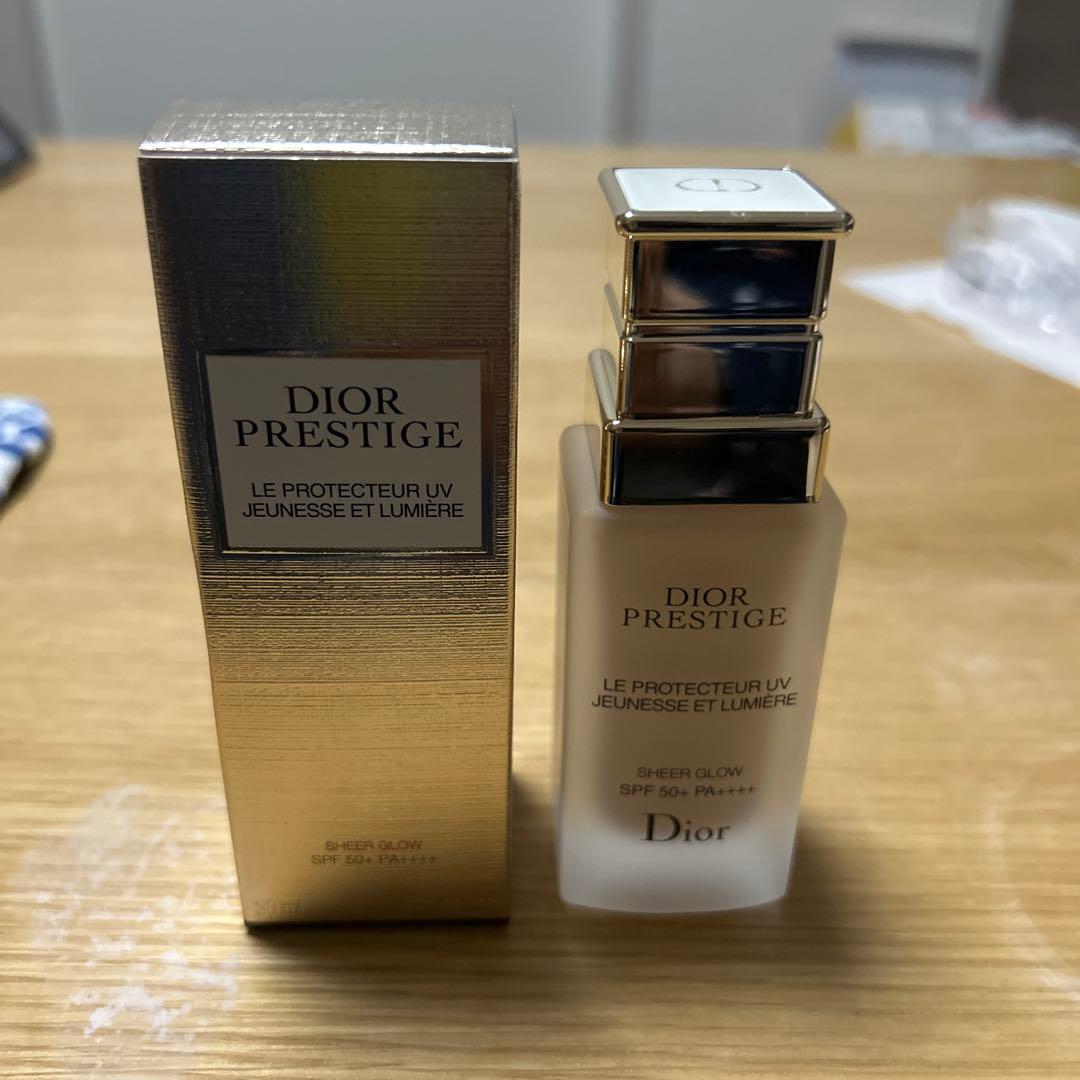 DIOR
PRESTIGE
LE PROTECTEUR UV
JEUNESSE ET LUMIÈRE
SHEER GLOW
SPF 50+ PA++++
DIOR
PRESTIGE
LE PROTECTEUR UV
JEUNESSE ET LUMIÈRE
SHEER GLOW
SPF 50+ PA++++
Dior